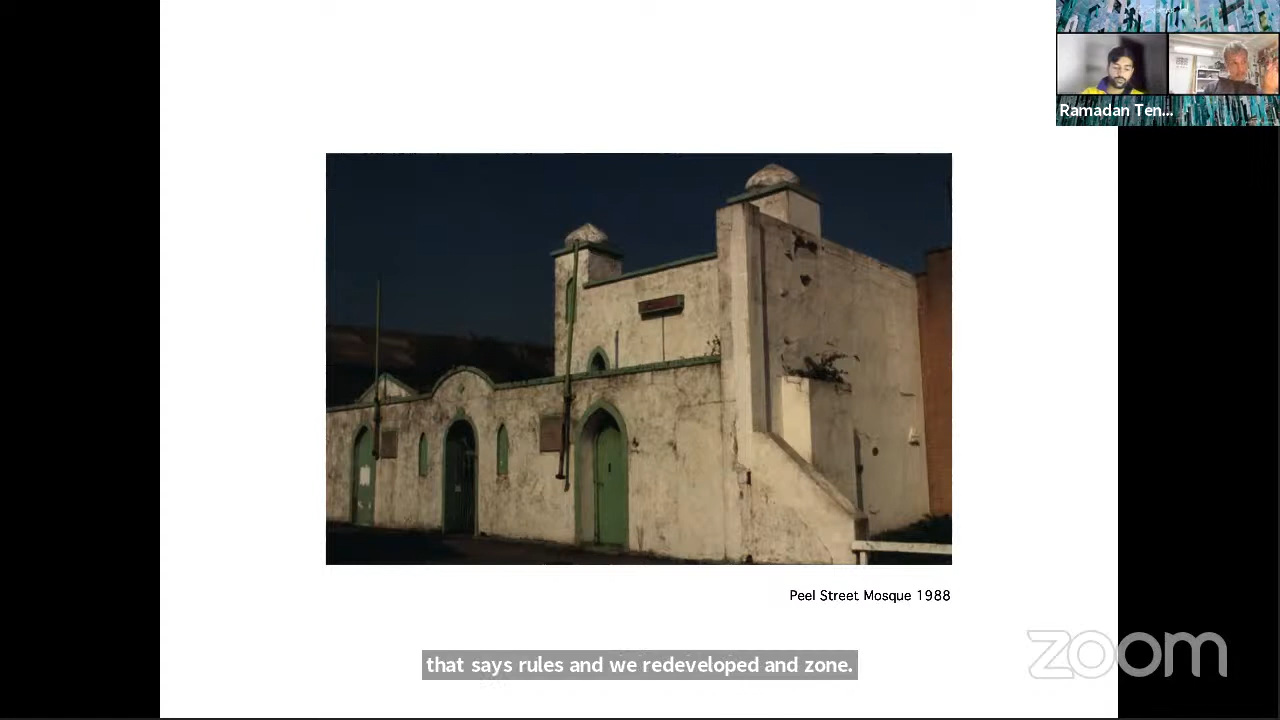 Ramadan Ten...
Peel Street Mosque 1988
that says rules and we redeveloped and zone.
zoom